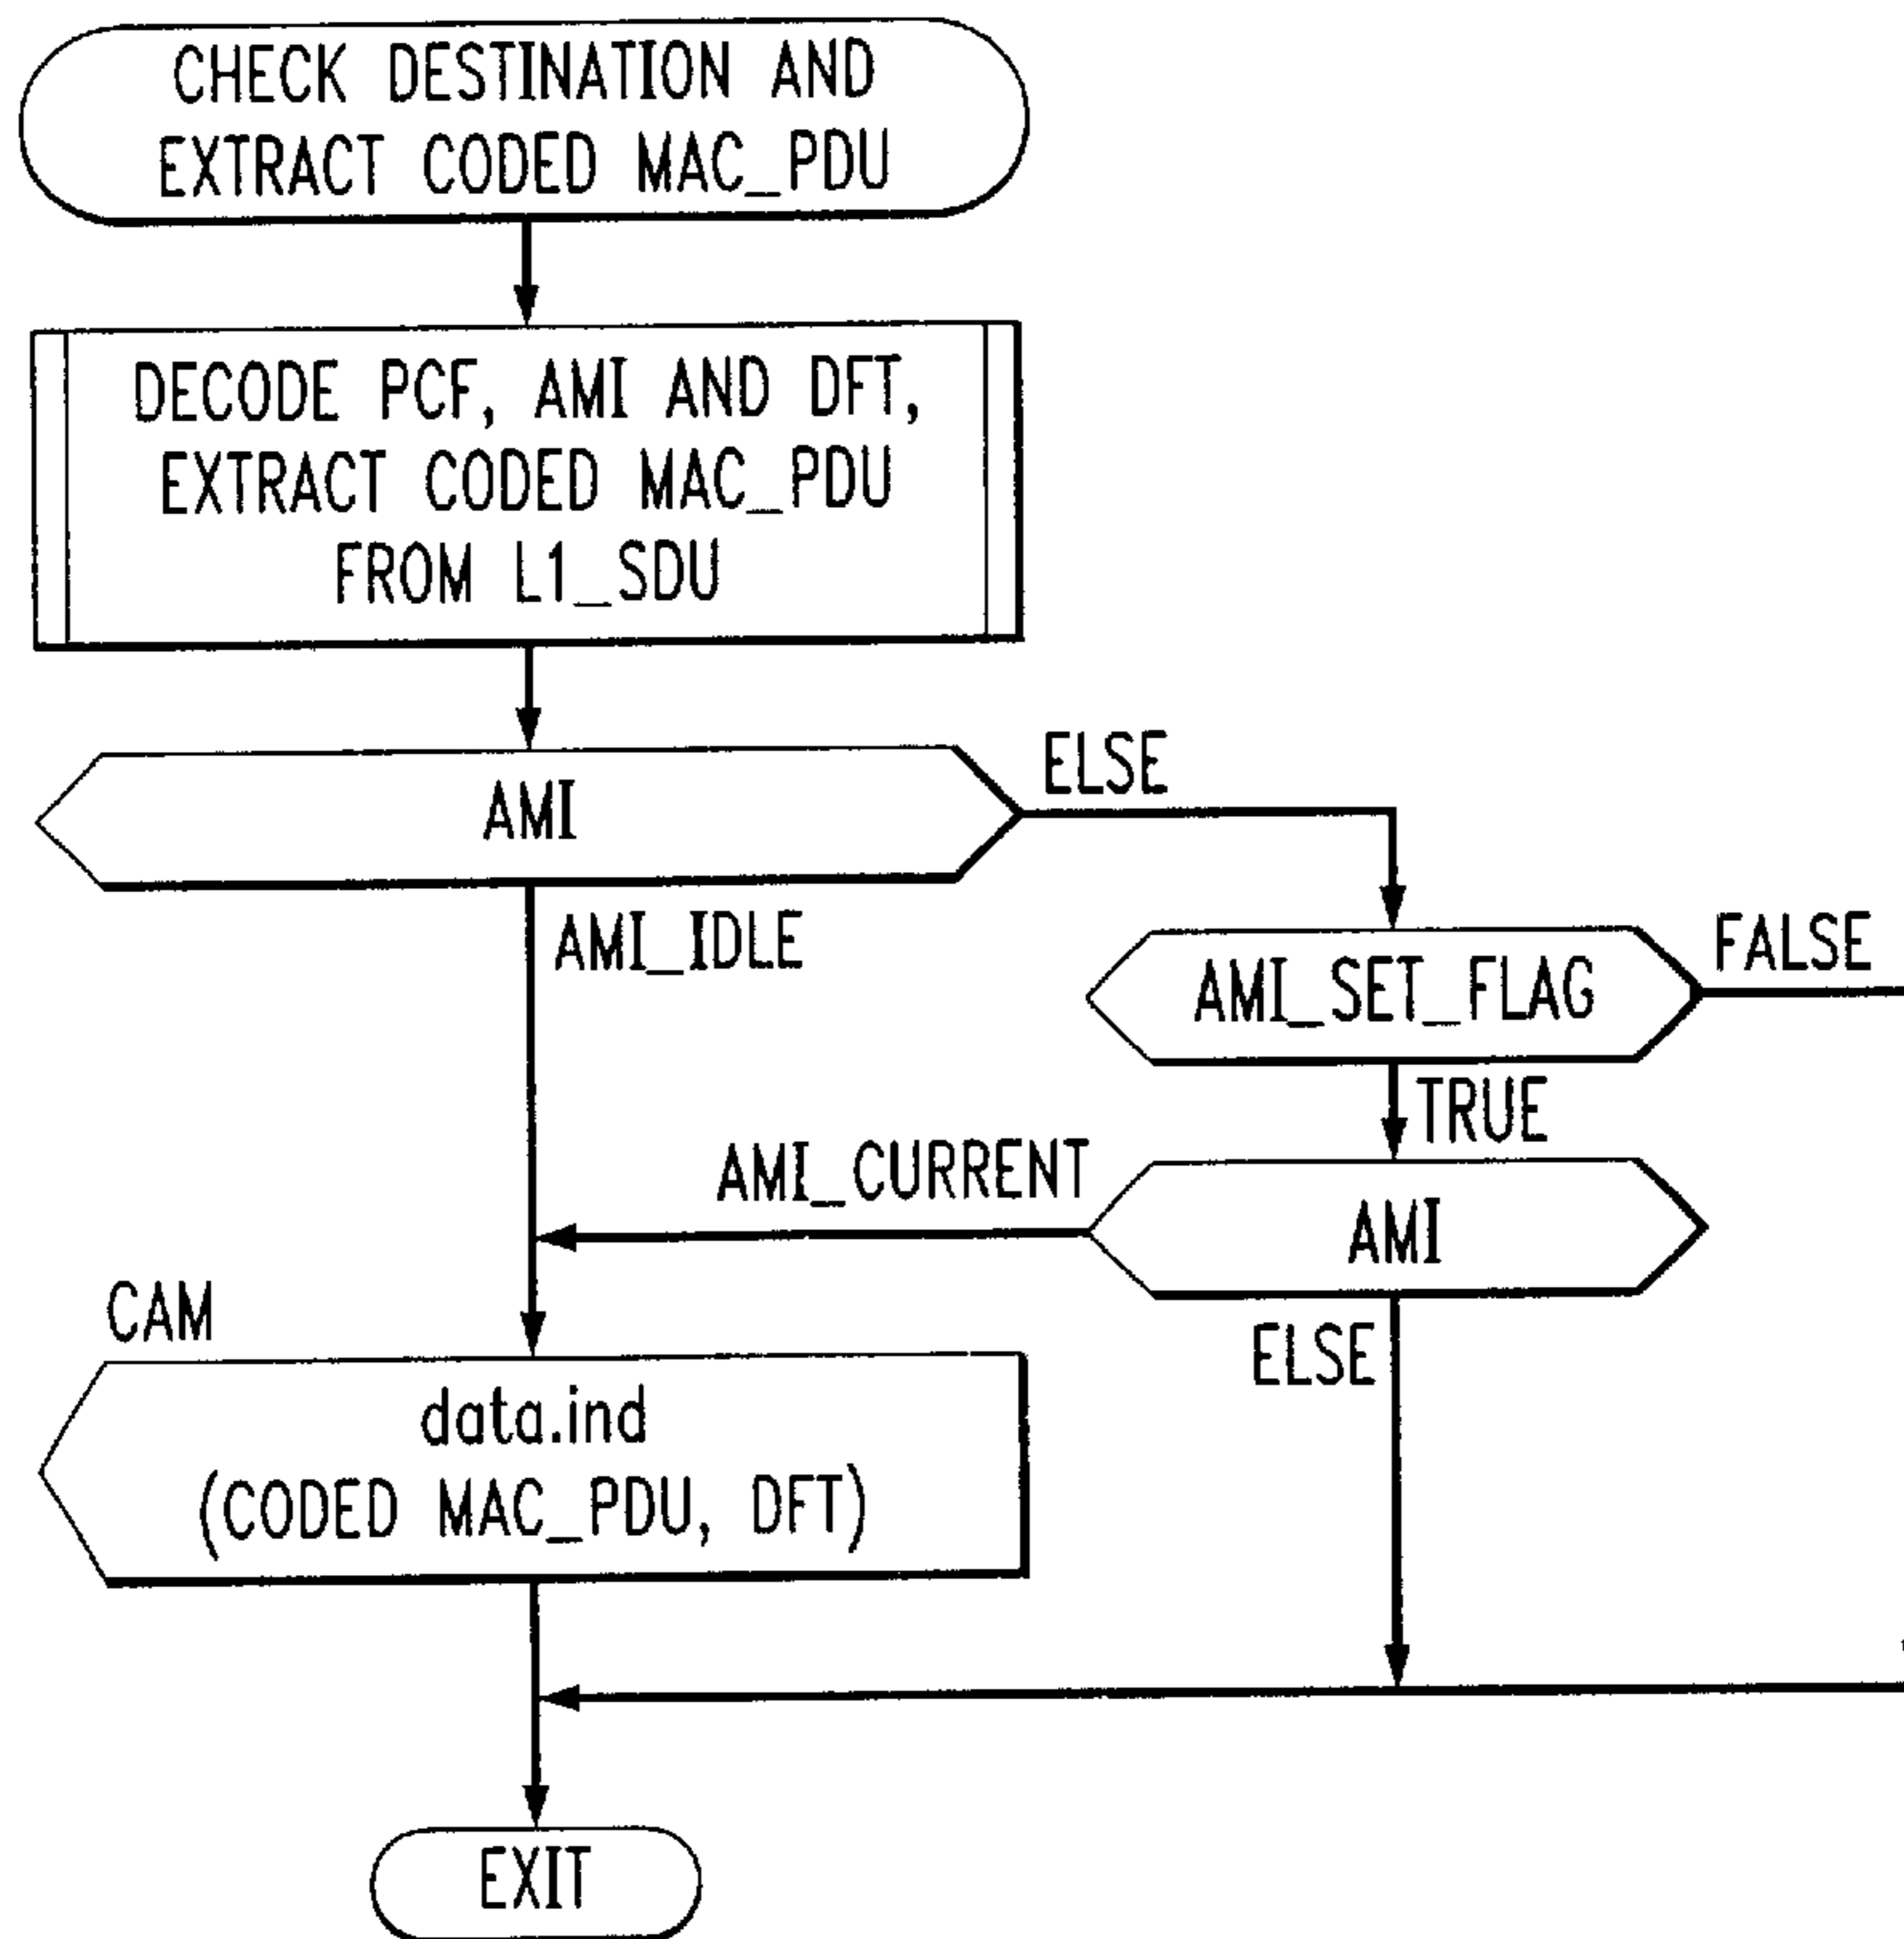 CHECK DESTINATION AND
EXTRACT CODED MAC_PDU
DECODE PCF, AMI AND DFT,
EXTRACT CODED MAC_PDU
FROM L1_SDU
AMI
ELSE
AMI_IDLE
AMI_SET_FLAG
FALSE
TRUE
AMI_CURRENT
AMI
CAM
ELSE
data.ind
(CODED MAC_PDU, DFT)
EXIT